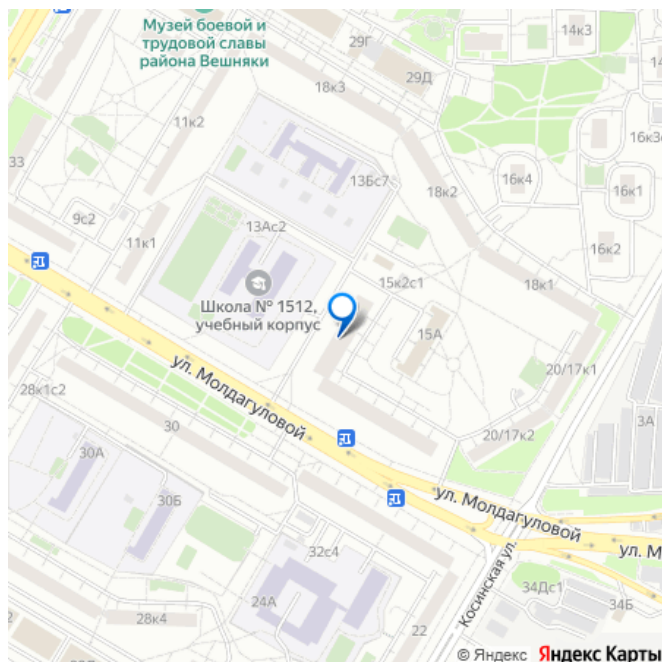 Музей боевой и
трудовой славы
района Вешняки
29Г
14к3
29Д
18к3
11к2
16к3с
33
13Бс7
18к2
16к4
16к1
9с2
13Ас2
11к1
16к2
15к2с1
18к1
Школа № 1512,
учебный корпус
15А
ул. Молдагуловой
20/17к1
28к1с2
3А
30
20/17к2
30А
30Б
ул. Молдагуловой
ул. М
32с4
Косинская ул.
34Дс1
24А
34Б
28к4
22
© Яндекс Яндекс Карты